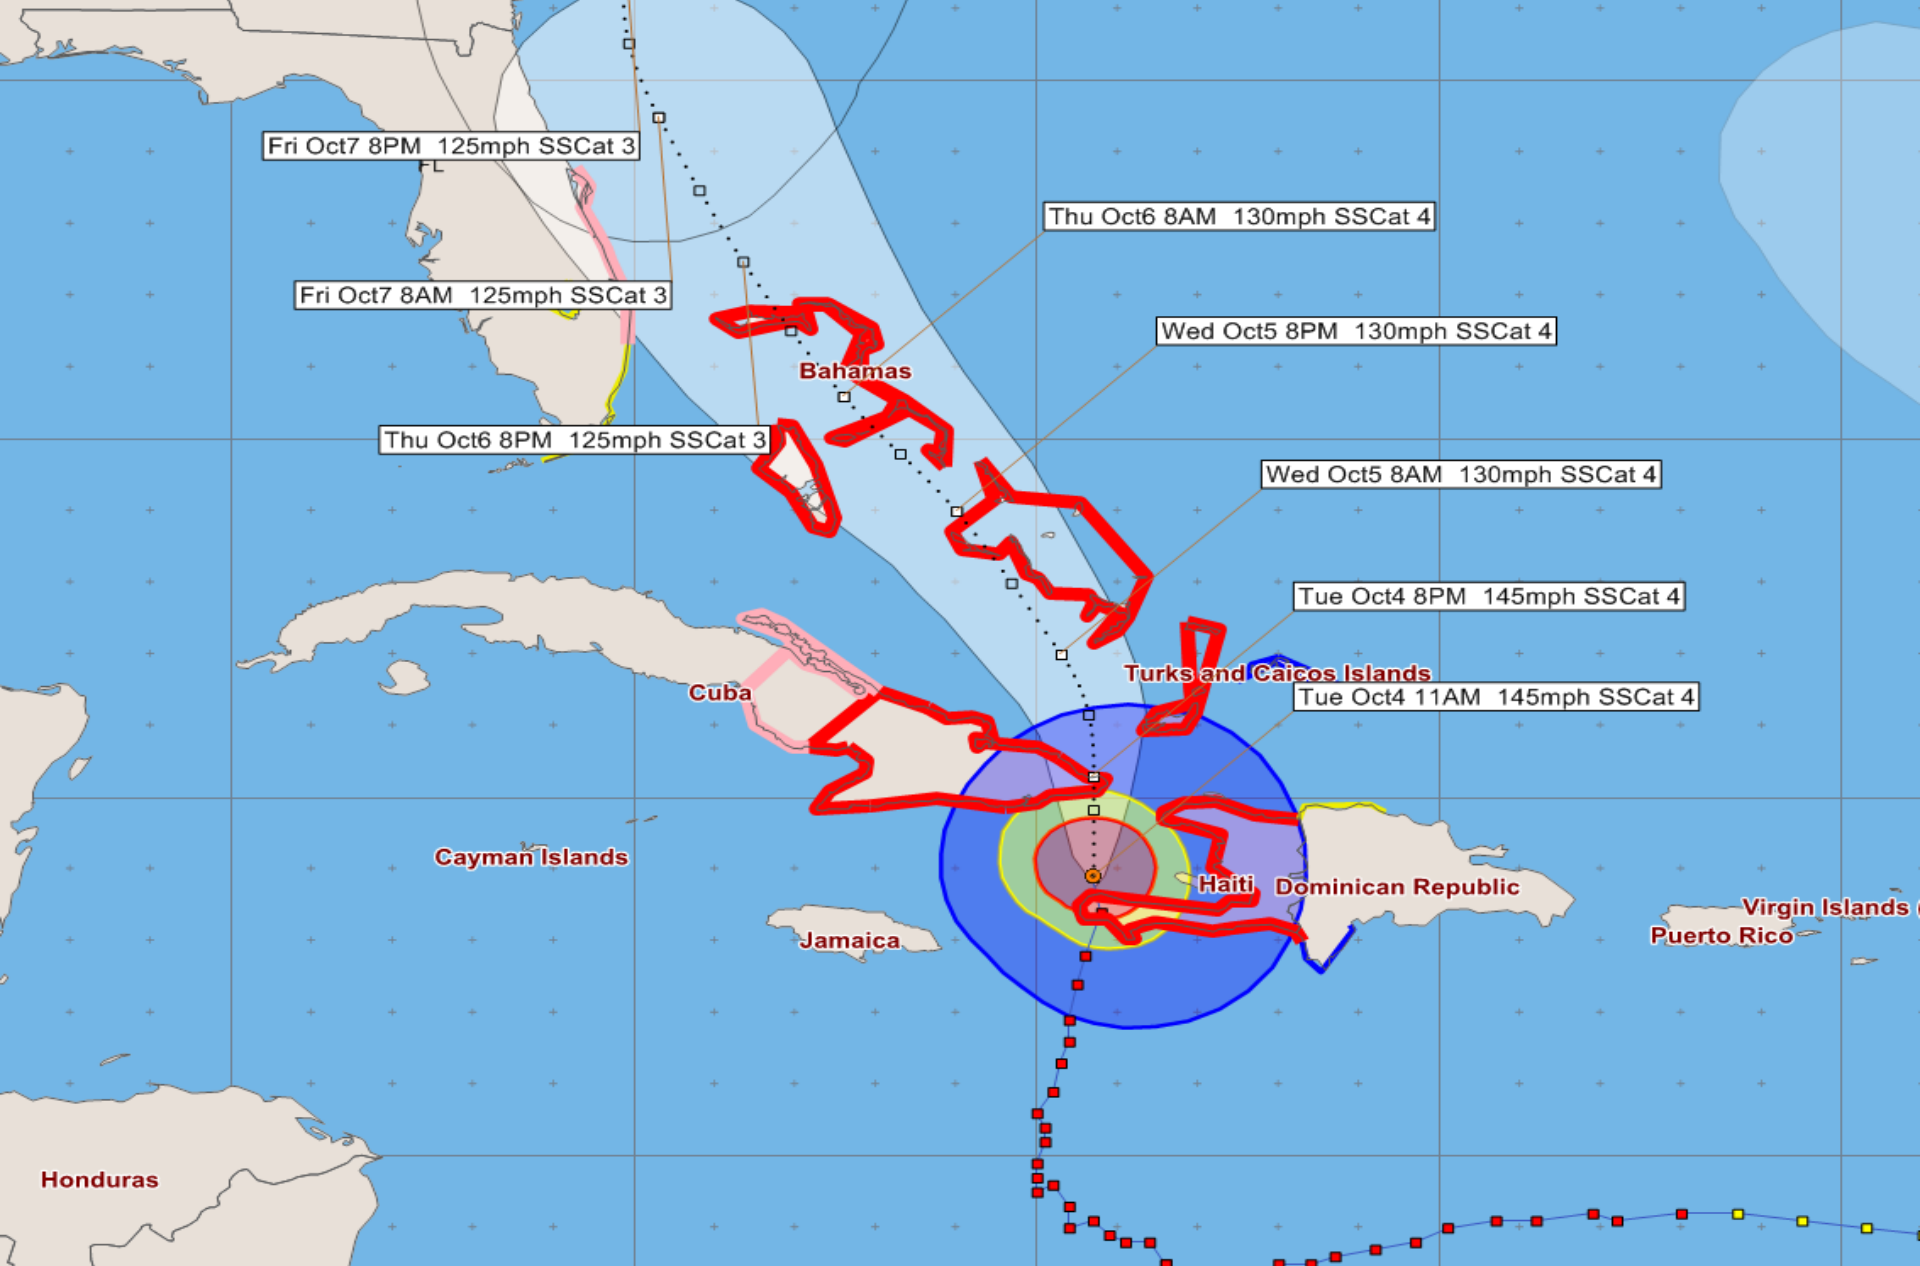 Fri Oct7 8PM 125mph SSCat 3
FL
Thu Oct6 8AM 130mph SSCat 4
Fri Oct7 8AM 125mph SSCat 3
Wed Oct5 8PM 130mph SSCat 4
Bahamas
Thu Oct6 8PM 125mph SSCat 3
Wed Oct5 8AM 130mph SSCat 4
Tue Oct4 8PM 145mph SSCat 4
Turks and Caicos Islands
Cuba
Tue Oct4 11AM 145mph SSCat 4
Cayman Islands
Haiti
Dominican Republic
Virgin Islands
Puerto Rico
Jamaica
Honduras